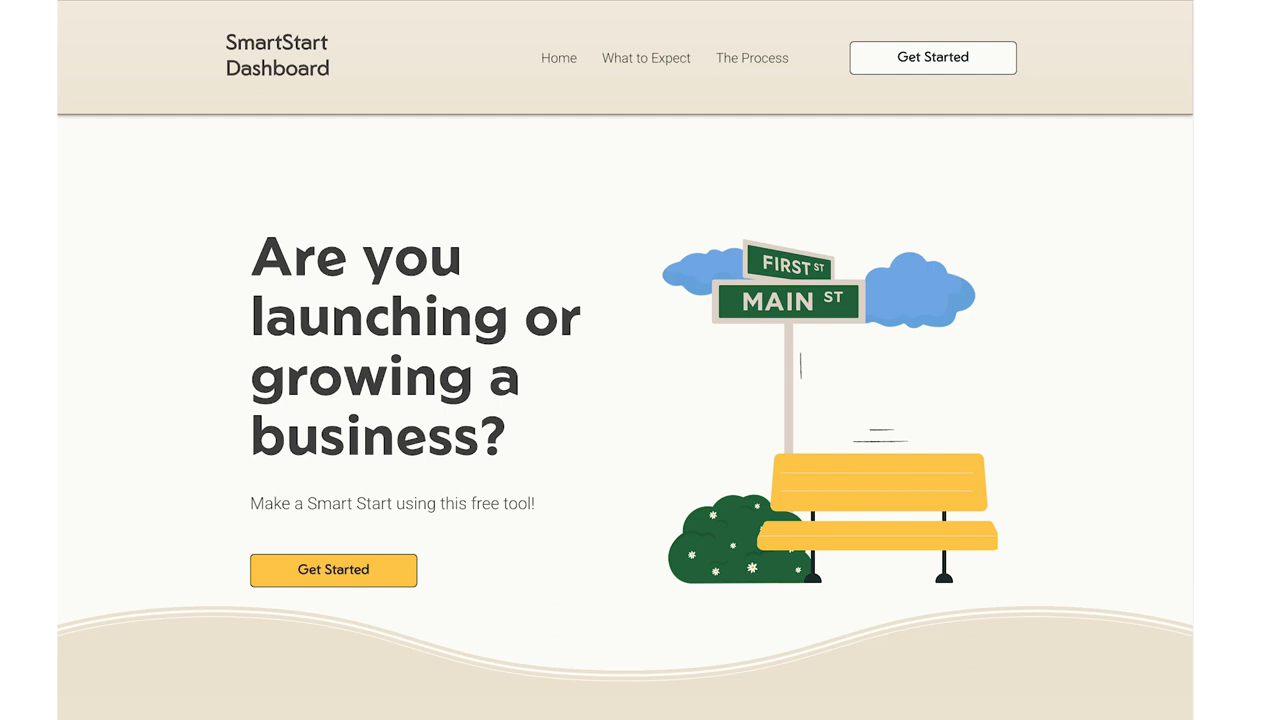 SmartStart
Dashboard
Home What to Expect The Process Get Started
Are you
launching or
growing a
business?
Make a Smart Start using this free tool!
Get Started
FIRST ST
MAIN ST